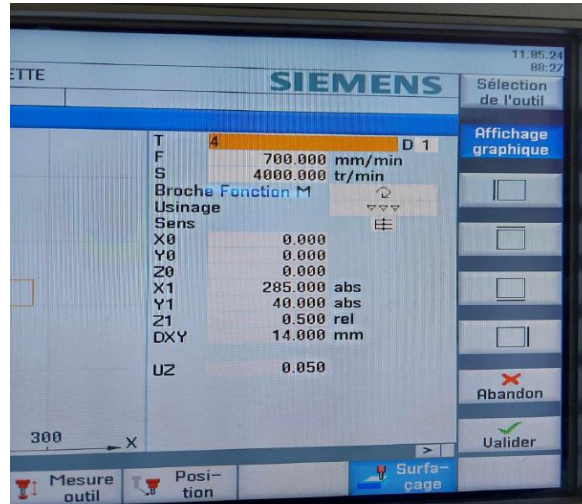 11.05.24
08:27
ETTE
SIEMENS
Sélection
de l'outil
Affichage
graphique
T 4 D 1
F 700.000 mm/min
S 4000.000 tr/min
Broche Fonction M
Usinage ▽▽▽
Sens
X0 0.000
Y0 0.000
Z0 0.000
X1 285.000 abs
Y1 40.000 abs
Z1 0.500 rel
DXY 14.000 mm
UZ 0.050
Abandon
300 X
>
Valider
Mesure
outil
Posi-
tion
Surfa-
çage